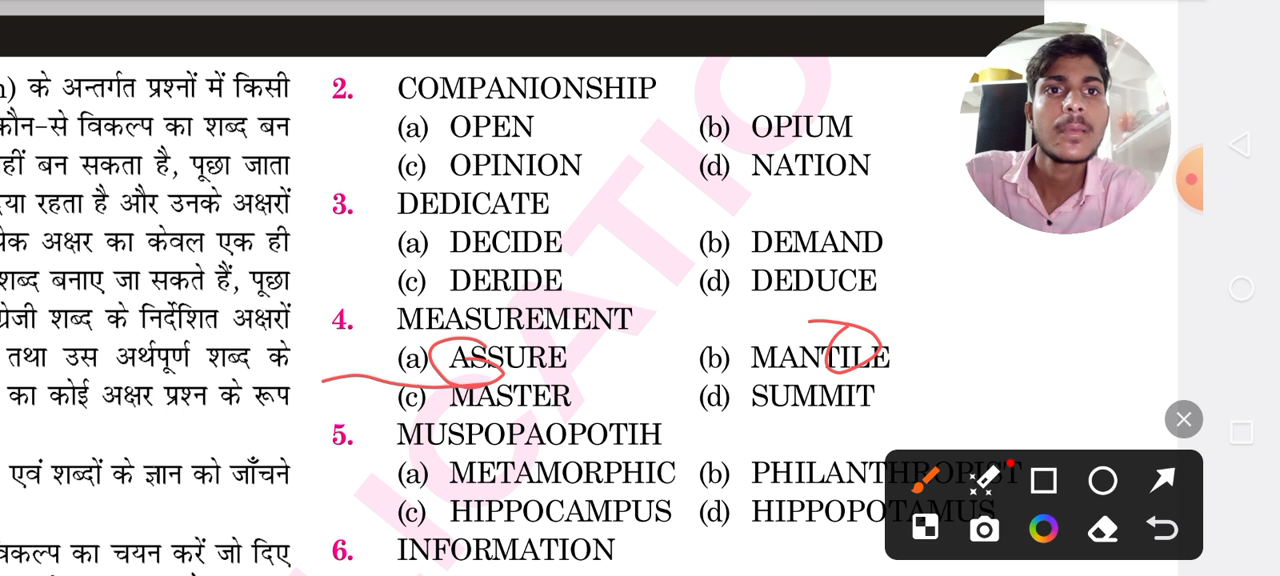 n) के अन्तर्गत प्रश्नों में किसी
कौन-से विकल्प का शब्द बन
हीं बन सकता है, पूछा जाता
या रहता है और उनके अक्षरों
येक अक्षर का केवल एक ही
शब्द बनाए जा सकते हैं, पूछा
ग्रेजी शब्द के निर्देशित अक्षरों
तथा उस अर्थपूर्ण शब्द के
का कोई अक्षर प्रश्न के रूप
एवं शब्दों के ज्ञान को जाँचने
विकल्प का चयन करें जो दिए
2. COMPANIONSHIP
(a) OPEN (b) OPIUM
(c) OPINION (d) NATION
3. DEDICATE
(a) DECIDE (b) DEMAND
(c) DERIDE (d) DEDUCE
4. MEASUREMENT
(a) ASSURE (b) MANTILE
(c) MASTER (d) SUMMIT
5. MUSPOPAOPOTIH
(a) METAMORPHIC (b) PHILANTHROPIST
(c) HIPPOCAMPUS (d) HIPPOPOTAMUS
6. INFORMATION